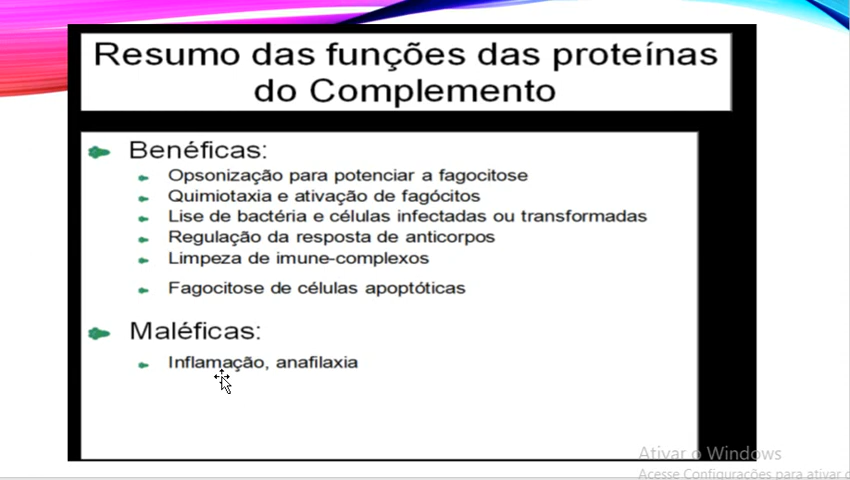 Resumo das funções das proteínas
do Complemento
Benéficas:
Opsonização para potenciar a fagocitose
Quimiotaxia e ativação de fagócitos
Lise de bactéria e células infectadas ou transformadas
Regulação da resposta de anticorpos
Limpeza de imune-complexos
Fagocitose de células apoptóticas
Maléficas:
Inflamação, anafilaxia
Ativar o Windows
Acesse Configurações para ativar o